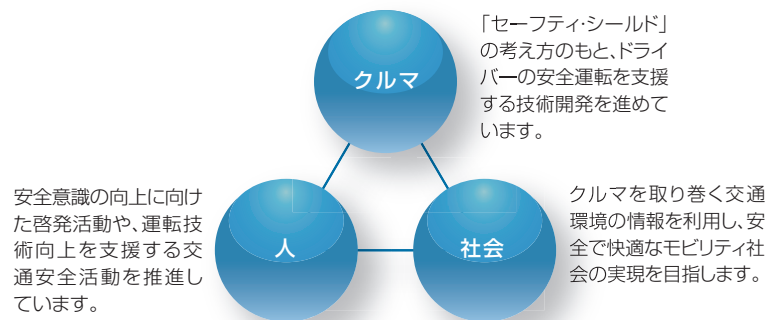 「セーフティ・シールド」
の考え方のもと、ドライ
バーの安全運転を支援
する技術開発を進めて
います。
クルマ
安全意識の向上に向け
た啓発活動や、運転技
術向上を支援する交
通安全活動を推進し
ています。
人
社会
クルマを取り巻く交通
環境の情報を利用し、安
全で快適なモビリティ社
会の実現を目指します。